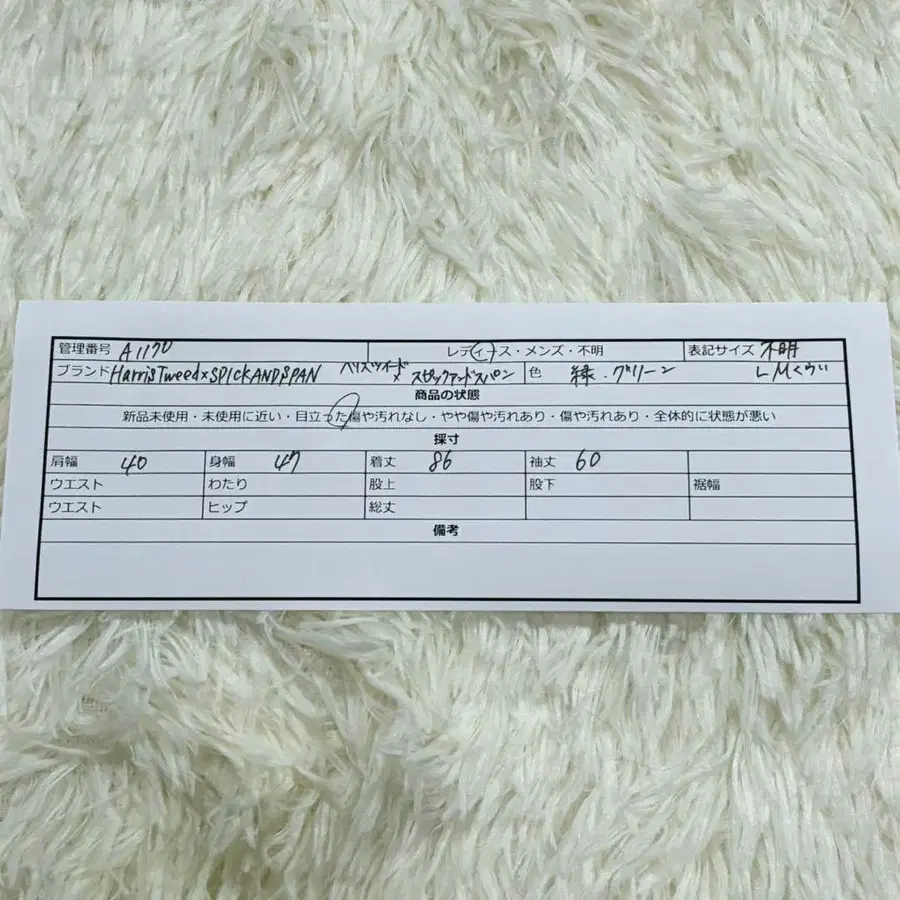 管理番号 A1170 レディース・メンズ・不明 表記サイズ 不明
ブランド Harris Tweed×SPICKANDSPAN ハリスツイード × スピックアンドスパン 色 緑・グリーン L Mくらい
商品の状態
新品未使用・未使用に近い・目立った傷や汚れなし・やや傷や汚れあり・傷や汚れあり・全体的に状態が悪い
採寸
肩幅 40 身幅 47 着丈 86 袖丈 60
ウエスト わたり 股上 股下 裾幅
ウエスト ヒップ 総丈
備考